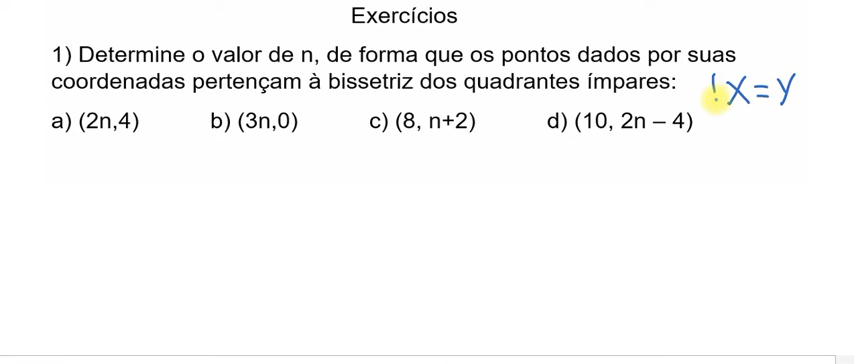 Exercícios
1) Determine o valor de n, de forma que os pontos dados por suas
coordenadas pertençam à bissetriz dos quadrantes ímpares: ! x = y
a) (2n,4) b) (3n,0) c) (8, n+2) d) (10, 2n – 4)